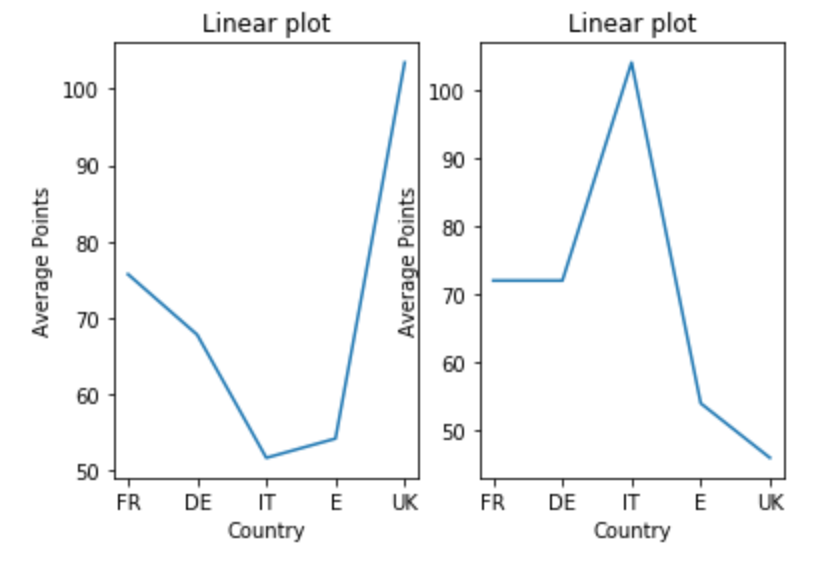 Linear plot
Average Points
100
90
80
70
60
50
FR DE IT E UK
Country
Linear plot
Average Points
100
90
80
70
60
50
FR DE IT E UK
Country